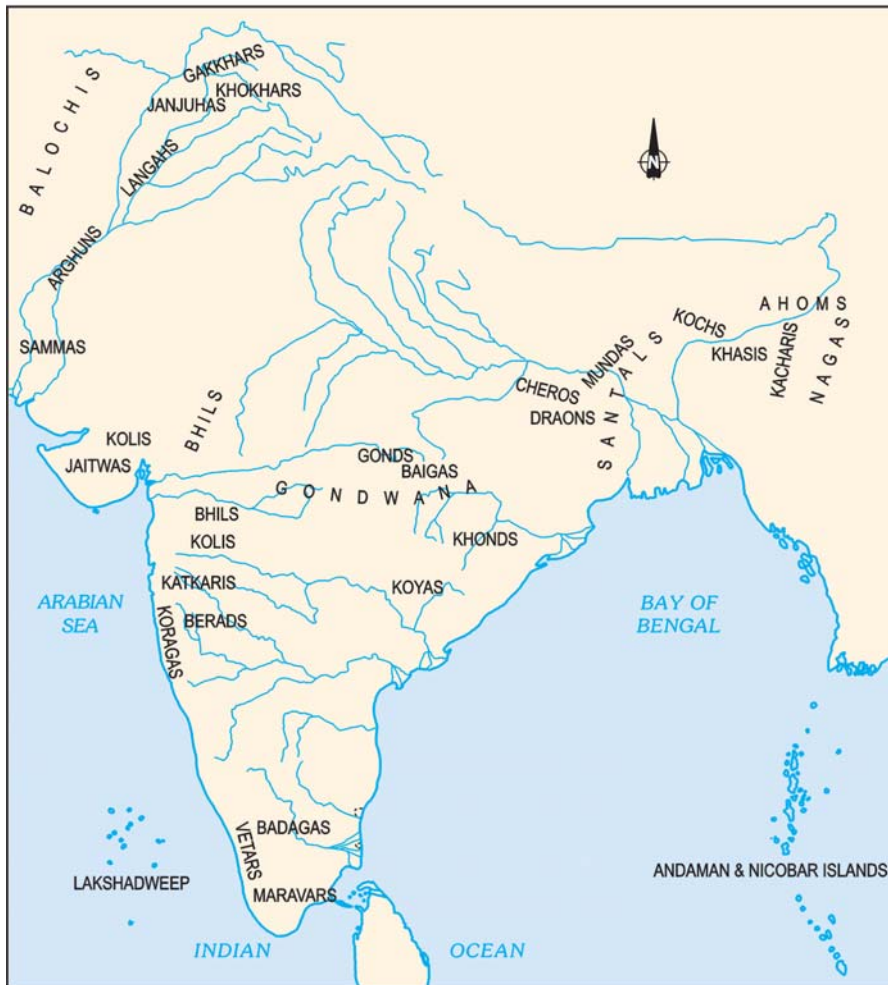 GAKKHARS
KHOKHARS
JANJUHAS
BALOCHIS
LANGAHS
N
ARGHUNS
SAMMAS
AHOMS
KOCHS
NAGAS
KHASIS
KACHARIS
MUNDAS
CHEROS
SANTALS
DRAONS
BHILS
KOLIS
JAITWAS
GONDS
BAIGAS
GONDWANA
BHILS
KOLIS
KHONDS
KATKARIS
KOYAS
ARABIAN
SEA
BERADS
KORAGAS
BAY OF
BENGAL
BADAGAS
VETARS
LAKSHADWEEP
MARAVARS
ANDAMAN & NICOBAR ISLANDS
INDIAN OCEAN